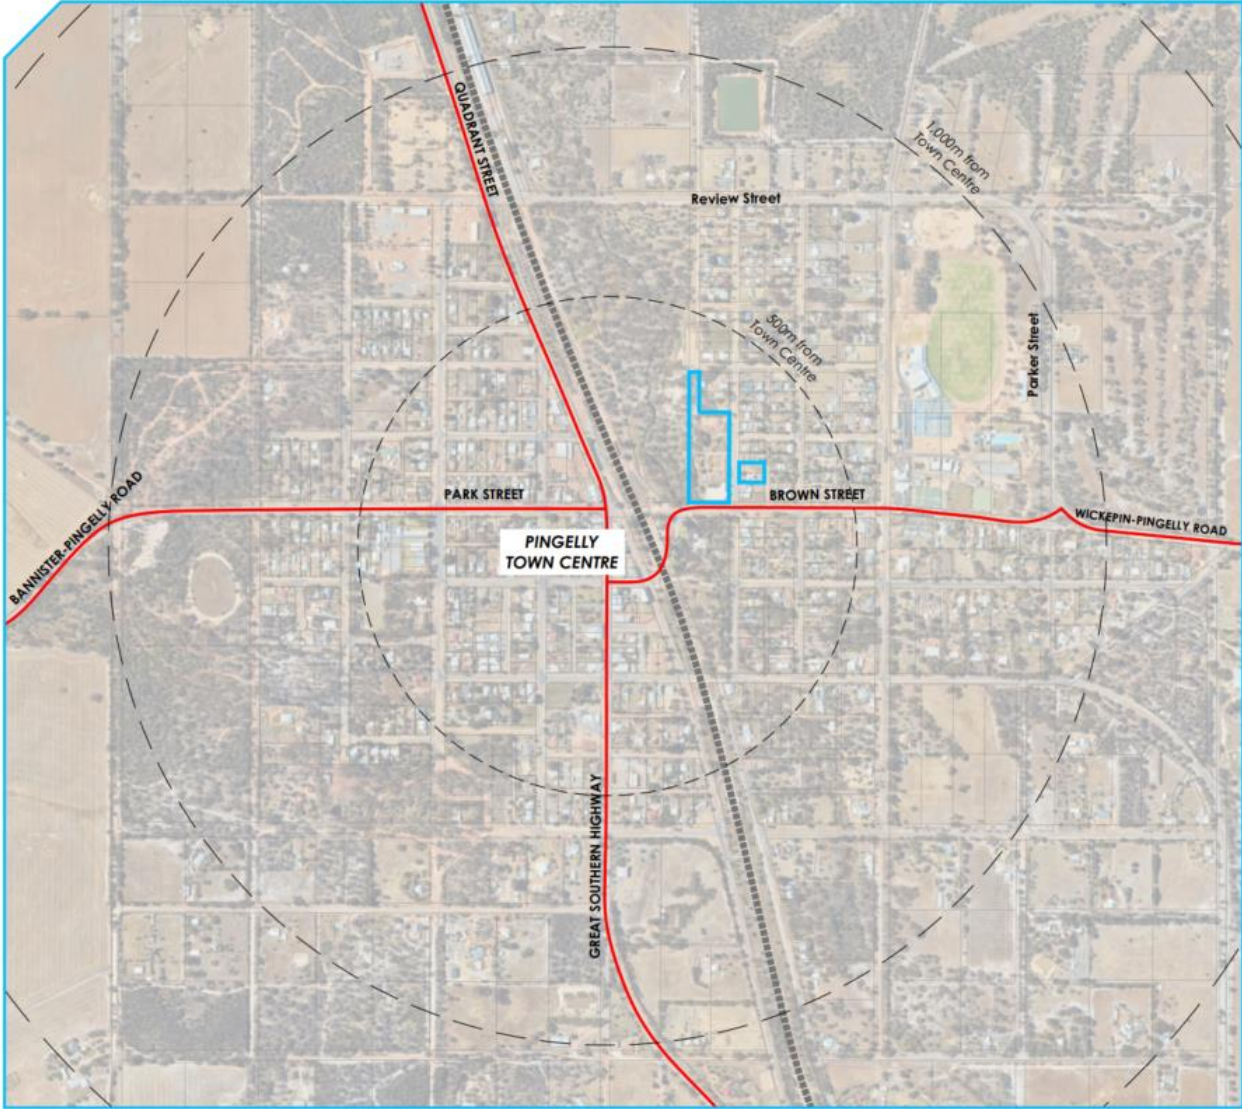 QUADRANT STREET
1,000m from
Town Centre
Review Street
500m from
Town Centre
Parker Street
BANNISTER-PINGELLY ROAD
PARK STREET
BROWN STREET
WICKEPIN-PINGELLY ROAD
PINGELLY
TOWN CENTRE
GREAT SOUTHERN HIGHWAY